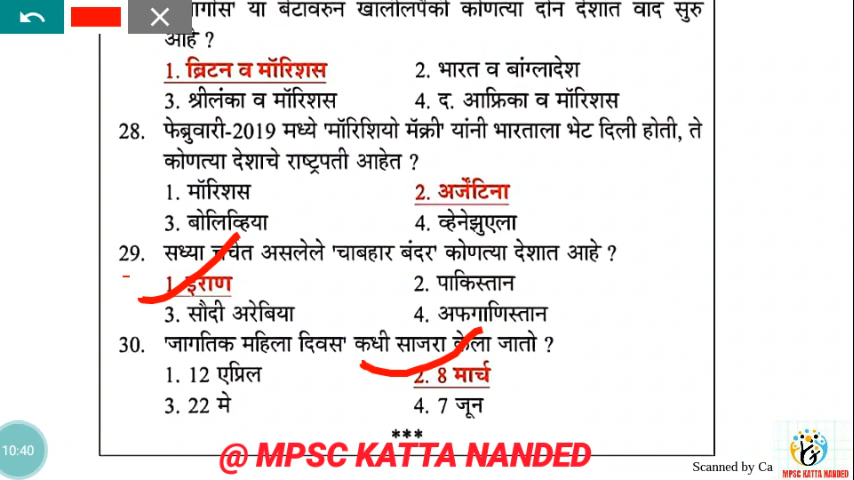 या बेटावरुन खालीलपैकी कोणत्या दोन देशात वाद सुरु
आहे ?
1. ब्रिटन व मॉरिशस 2. भारत व बांग्लादेश
3. श्रीलंका व मॉरिशस 4. द. आफ्रिका व मॉरिशस
28. फेब्रुवारी-2019 मध्ये 'मॉरिशियो मॅक्री' यांनी भारताला भेट दिली होती, ते
कोणत्या देशाचे राष्ट्रपती आहेत ?
1. मॉरिशस 2. अर्जेंटिना
3. बोलिव्हिया 4. व्हेनेझुएला
29. सध्या चर्चेत असलेले 'चाबहार बंदर' कोणत्या देशात आहे ?
1. इराण 2. पाकिस्तान
3. सौदी अरेबिया 4. अफगाणिस्तान
30. 'जागतिक महिला दिवस' कधी साजरा केला जातो ?
1. 12 एप्रिल 2. 8 मार्च
3. 22 मे 4. 7 जून
***
10:40
@ MPSC KATTA NANDED
Scanned by Ca
MPSC KATTA NANDED